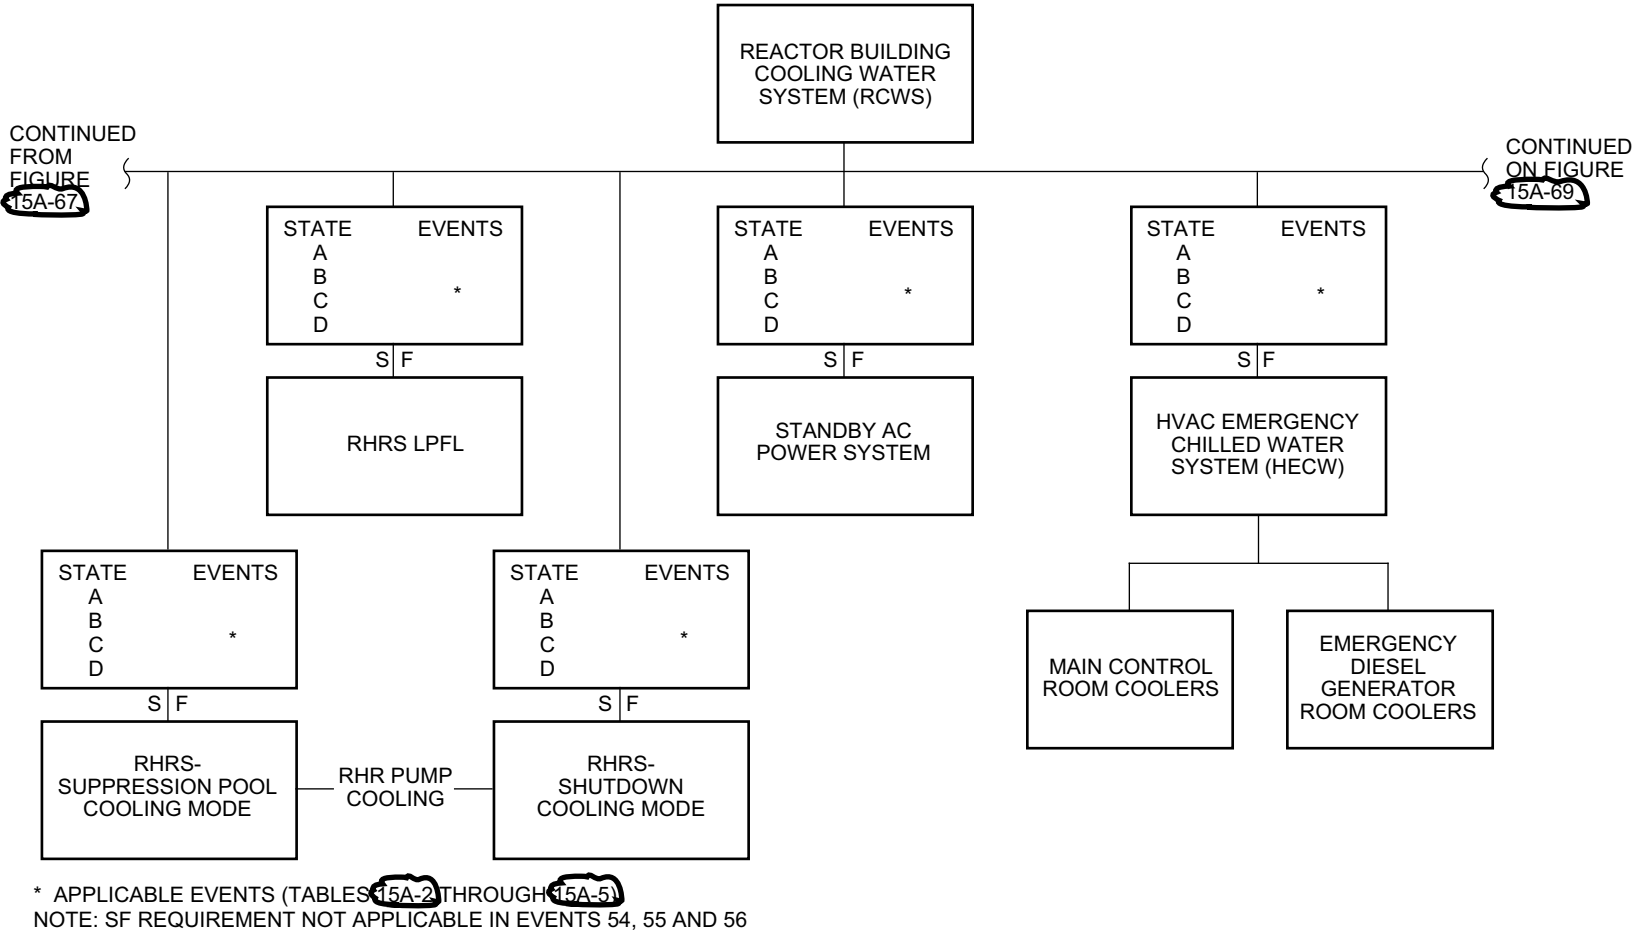 REACTOR BUILDING
COOLING WATER
SYSTEM (RCWS)
CONTINUED
FROM
FIGURE
15A-67
CONTINUED
ON FIGURE
15A-69
STATE EVENTS
A
B
C *
D
S F
RHRS LPFL
STATE EVENTS
A
B
C *
D
S F
STANDBY AC
POWER SYSTEM
STATE EVENTS
A
B
C *
D
S F
HVAC EMERGENCY
CHILLED WATER
SYSTEM (HECW)
STATE EVENTS
A
B
C *
D
S F
RHRS-
SUPPRESSION POOL
COOLING MODE
RHR PUMP
COOLING
STATE EVENTS
A
B
C *
D
S F
RHRS-
SHUTDOWN
COOLING MODE
MAIN CONTROL
ROOM COOLERS
EMERGENCY
DIESEL
GENERATOR
ROOM COOLERS
* APPLICABLE EVENTS (TABLES 15A-2 THROUGH 15A-5)
NOTE: SF REQUIREMENT NOT APPLICABLE IN EVENTS 54, 55 AND 56